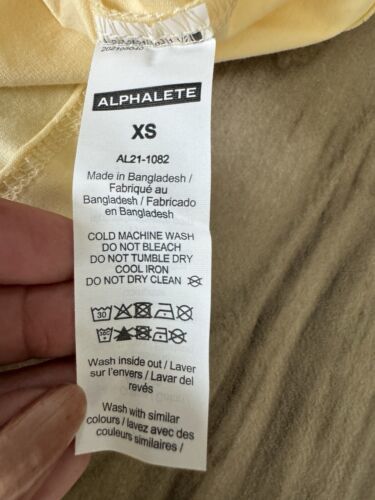 ALPHALETE
XS
AL21-1082
Made in Bangladesh /
Fabriqué au
Bangladesh / Fabricado
en Bangladesh
COLD MACHINE WASH
DO NOT BLEACH
DO NOT TUMBLE DRY
COOL IRON
DO NOT DRY CLEAN
30
Wash inside out / Laver
sur l'envers / Lavar del
revés
Wash with similar
colours / lavez avec des
couleurs similaires /